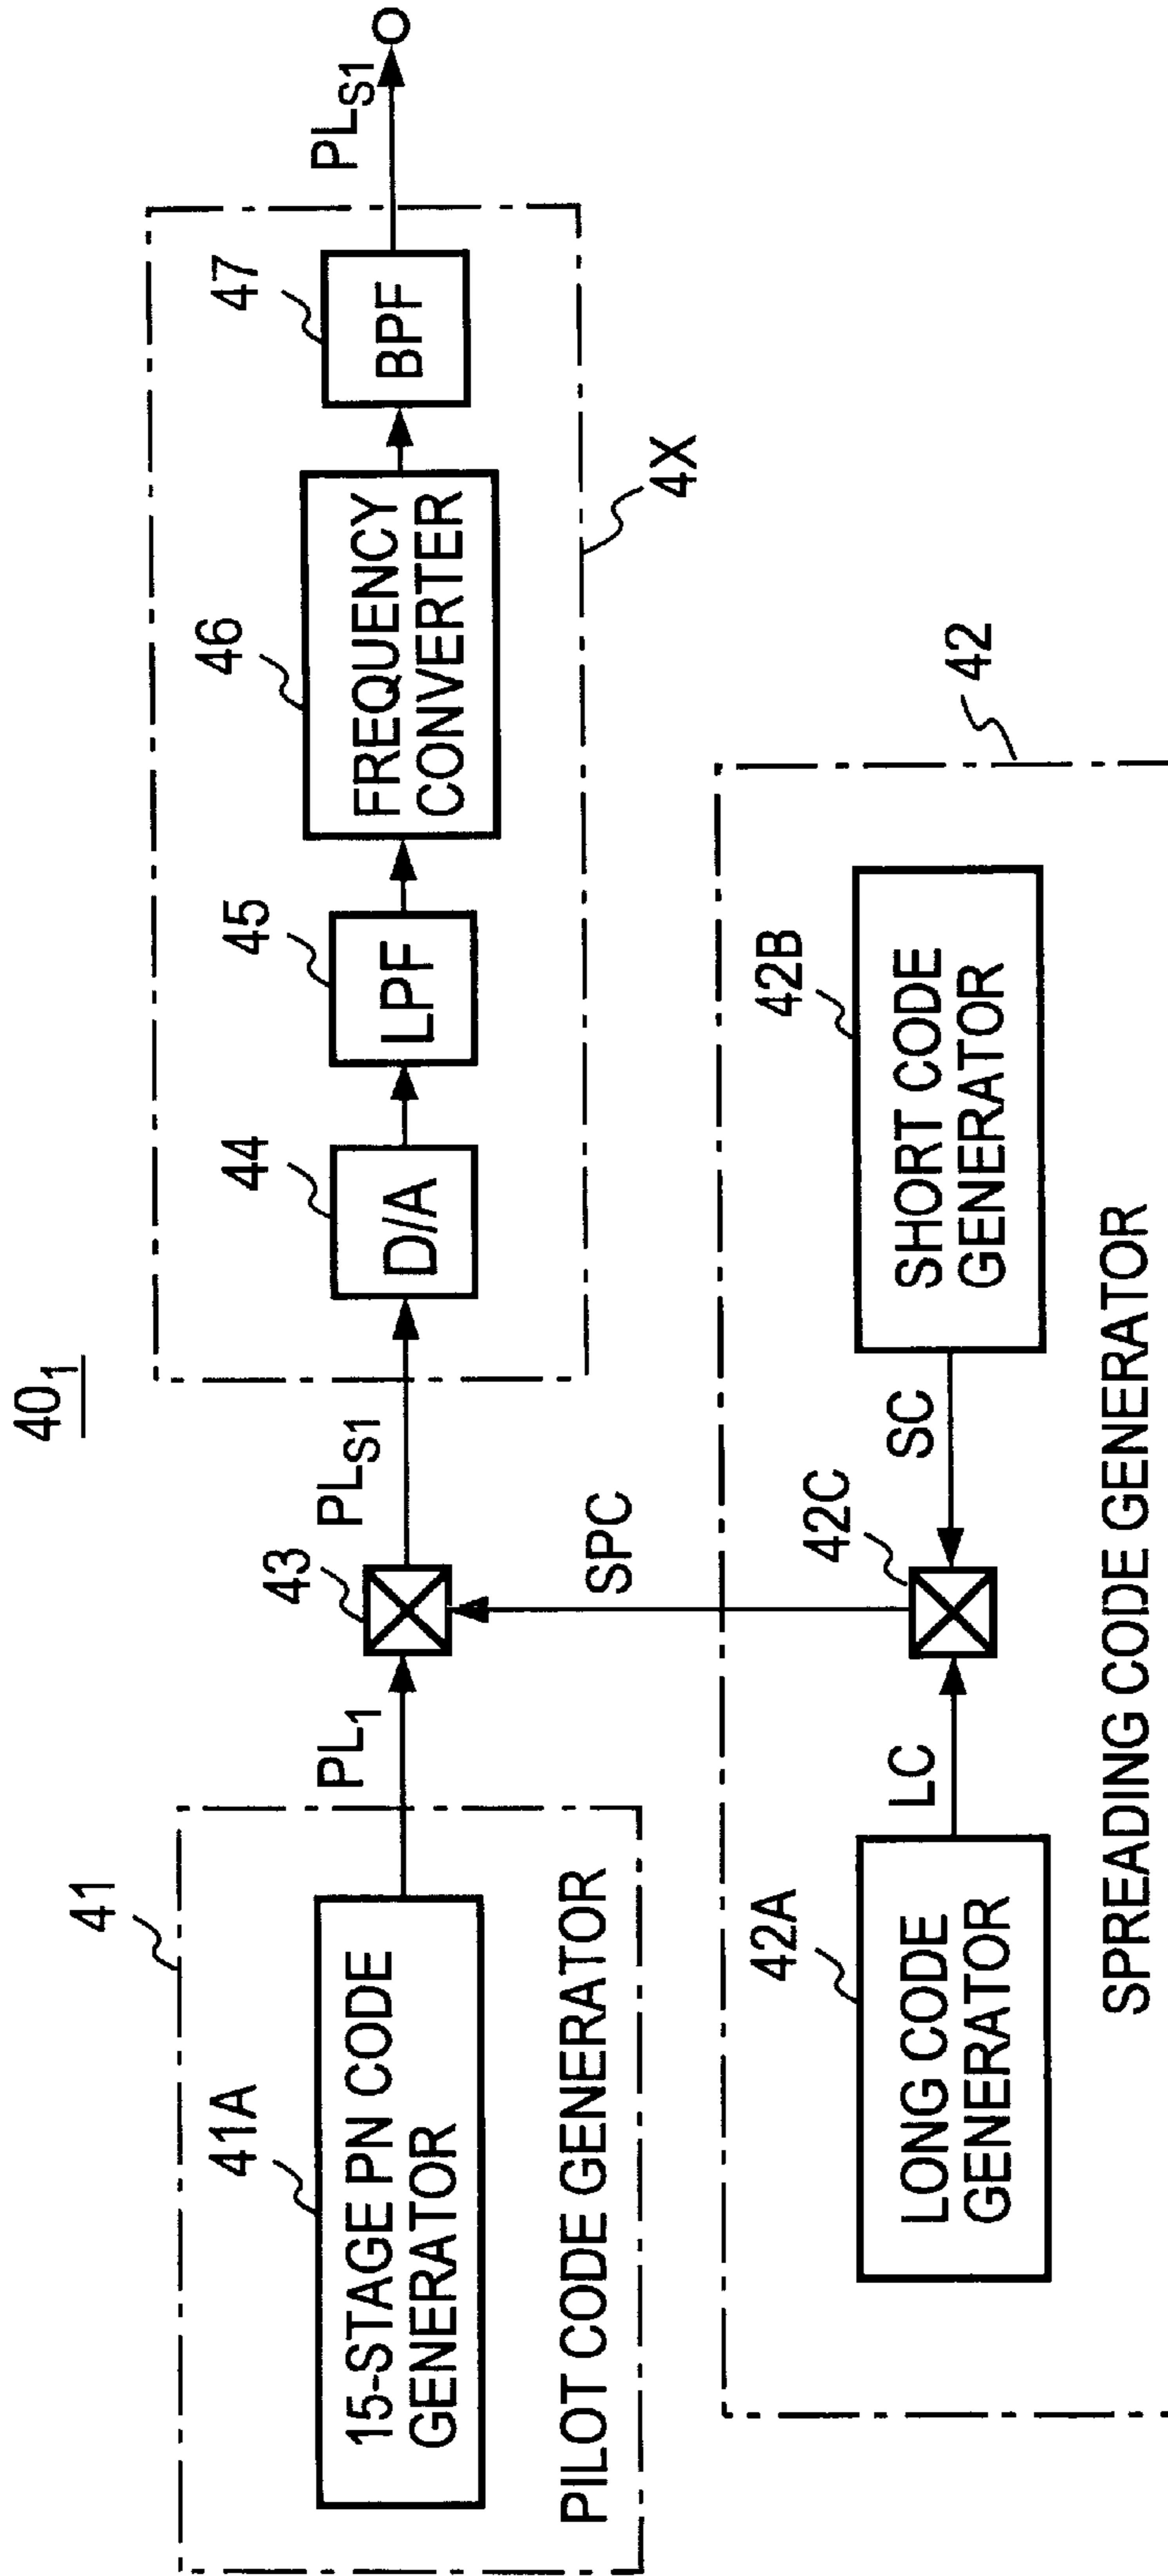 40₁
41
41A
15-STAGE PN CODE
GENERATOR
PILOT CODE GENERATOR
PL₁
43
PLS1
44
D/A
45
LPF
46
FREQUENCY
CONVERTER
47
BPF
PLS1
4X
SPC
42
42A
LONG CODE
GENERATOR
LC
42C
SC
42B
SHORT CODE
GENERATOR
SPREADING CODE GENERATOR